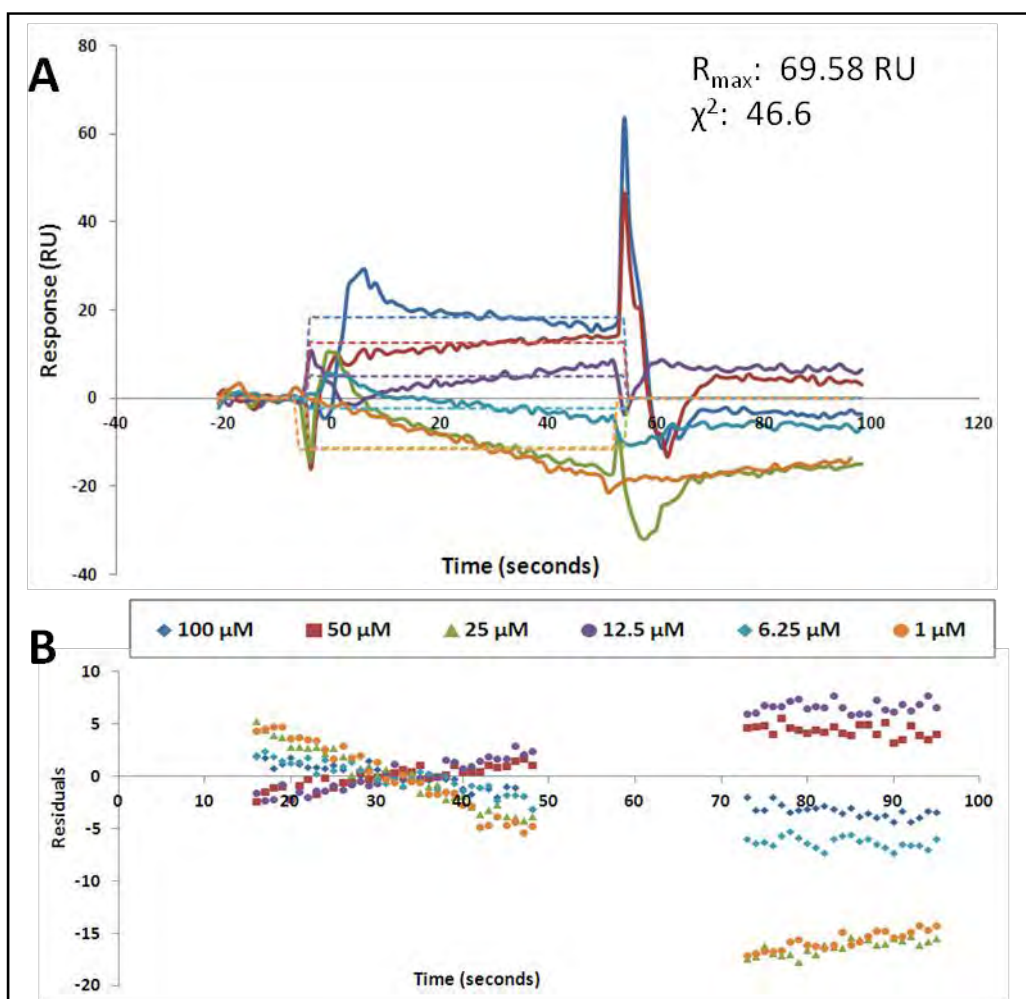 A
R_max: 69.58 RU
χ²: 46.6
80
60
40
20
0
-20
-40
Response (RU)
-40 -20 0 20 40 60 80 100 120
Time (seconds)
100 µM 50 µM 25 µM 12.5 µM 6.25 µM 1 µM
B
10
5
0
-5
-10
-15
-20
Residuals
0 10 20 30 40 50 60 70 80 90 100
Time (seconds)